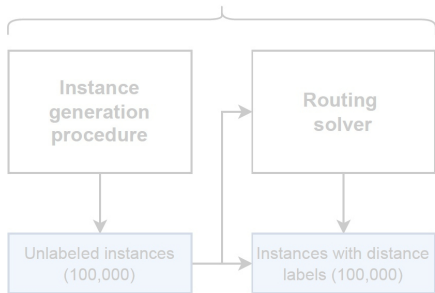 Instance
generation
procedure
Routing
solver
Unlabeled instances
(100,000)
Instances with distance
labels (100,000)